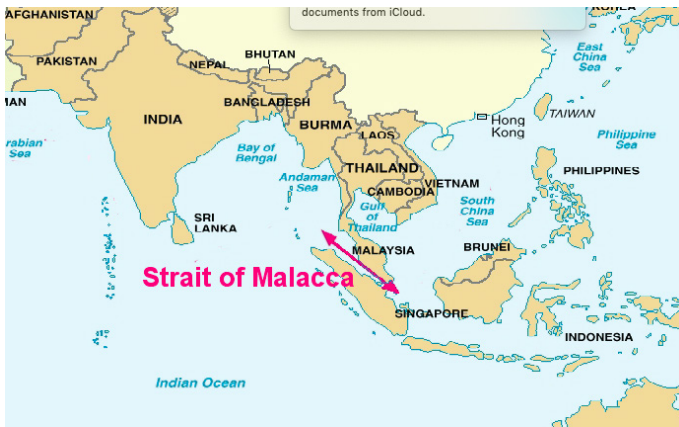 documents from iCloud.
AFGHANISTAN
KOREA
East
China
Sea
PAKISTAN
NEPAL
BHUTAN
BANGLADESH
INDIA
BURMA
LAOS
Hong
Kong
TAIWAN
Philippine
Sea
Bay of
Bengal
THAILAND
PHILIPPINES
Andaman
Sea
CAMBODIA
VIETNAM
Gulf
of
Thailand
South
China
Sea
SRI
LANKA
MALAYSIA
BRUNEI
Strait of Malacca
SINGAPORE
INDONESIA
Indian Ocean